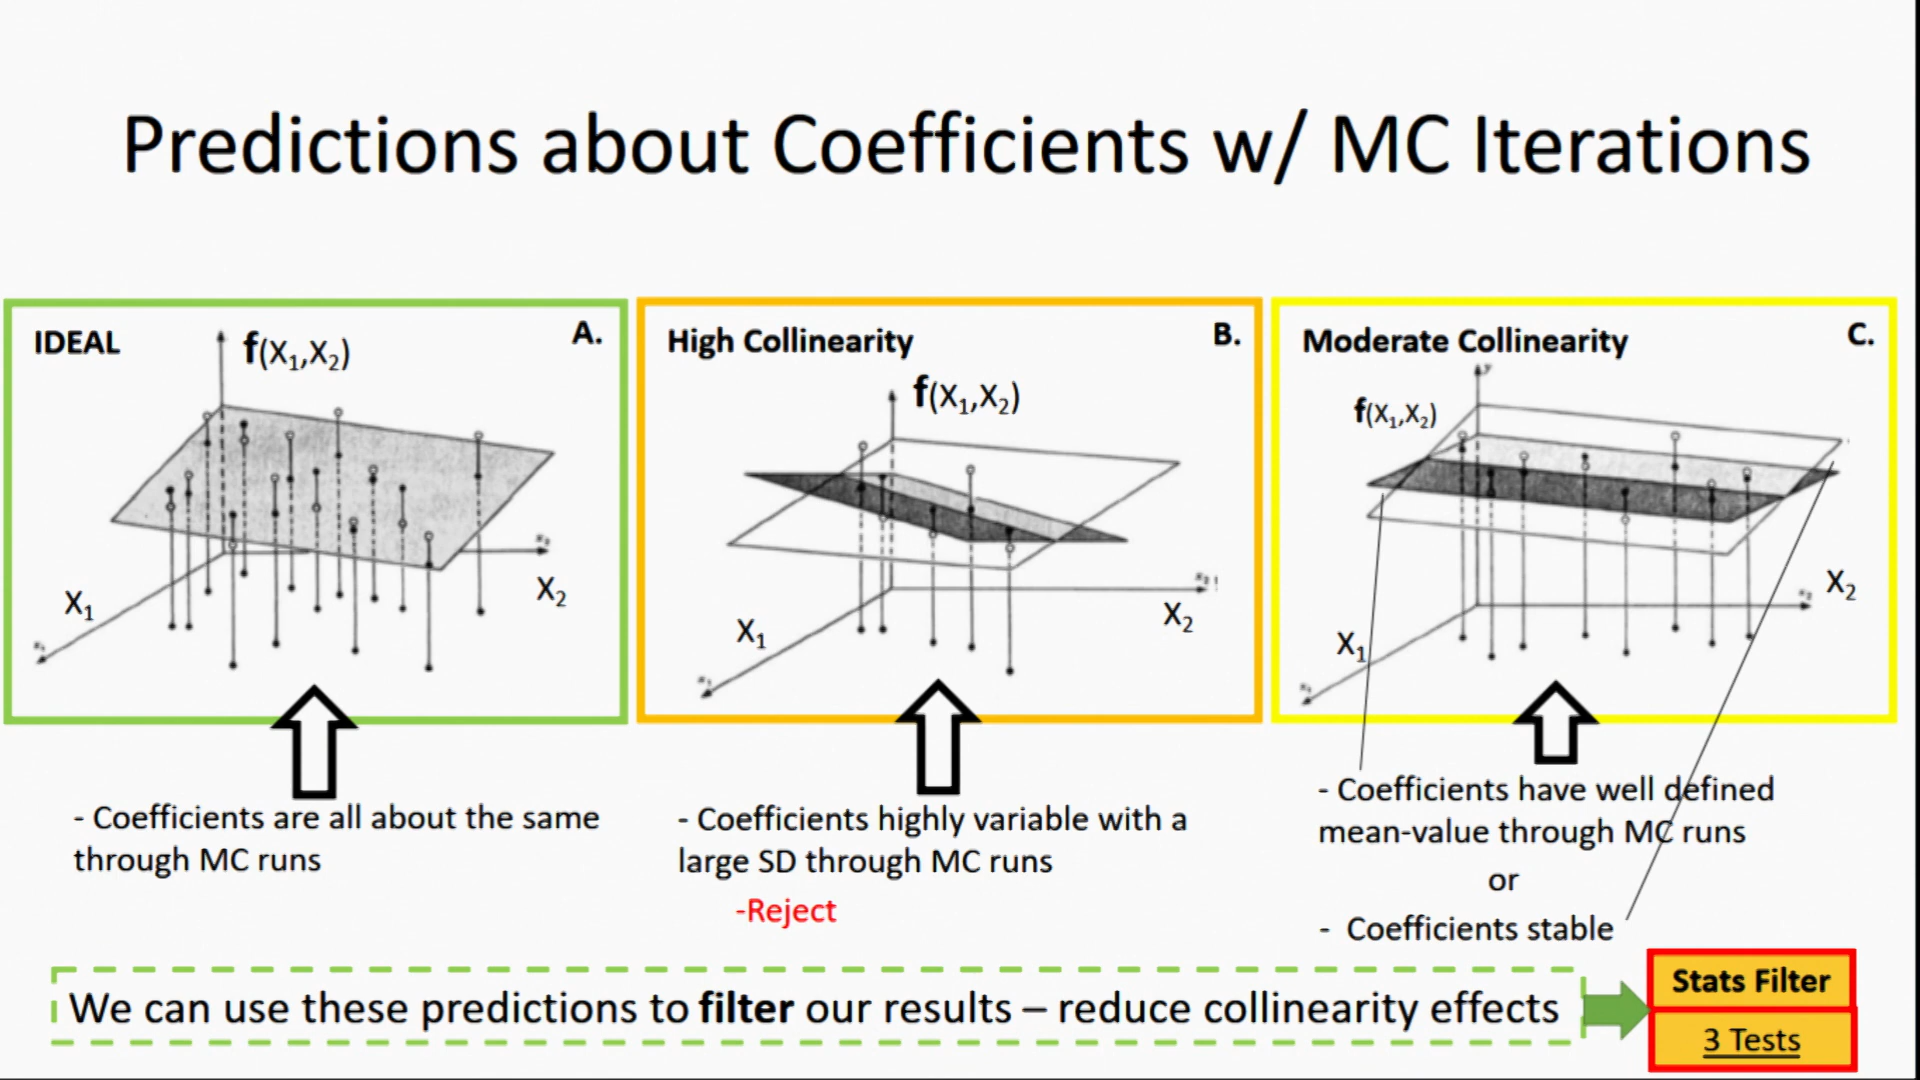 Predictions about Coefficients w/ MC Iterations
IDEAL
A.
f(X₁,X₂)
X₁
X₂
High Collinearity
B.
f(X₁,X₂)
X₁
X₂
Moderate Collinearity
C.
y
f(X₁,X₂)
X₁
X₂
- Coefficients are all about the same
through MC runs
- Coefficients highly variable with a
large SD through MC runs
-Reject
- Coefficients have well defined
mean-value through MC runs
or
- Coefficients stable
We can use these predictions to filter our results – reduce collinearity effects
Stats Filter
3 Tests